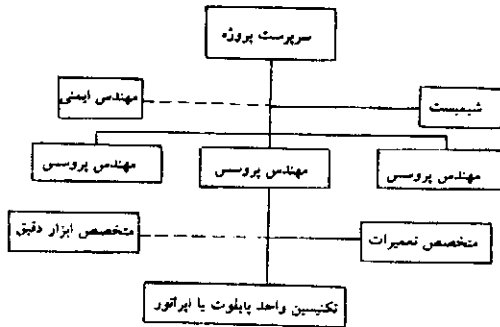 سرپرست پروژه
مهندس ایمنی
شیمیست
مهندس پروسس
مهندس پروسس
مهندس پروسس
متخصص ابزار دقیق
متخصص تعمیرات
تکنیسین واحد پایلوت یا اپراتور